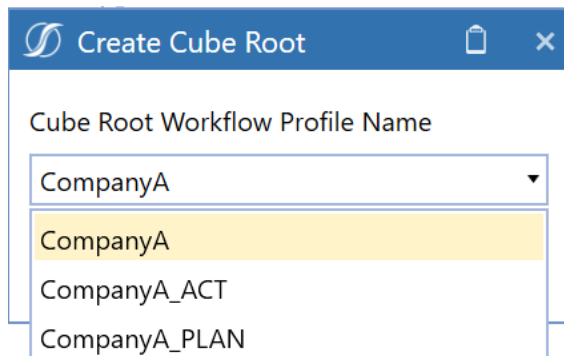 Create Cube Root
Cube Root Workflow Profile Name
CompanyA
CompanyA
CompanyA_ACT
CompanyA_PLAN